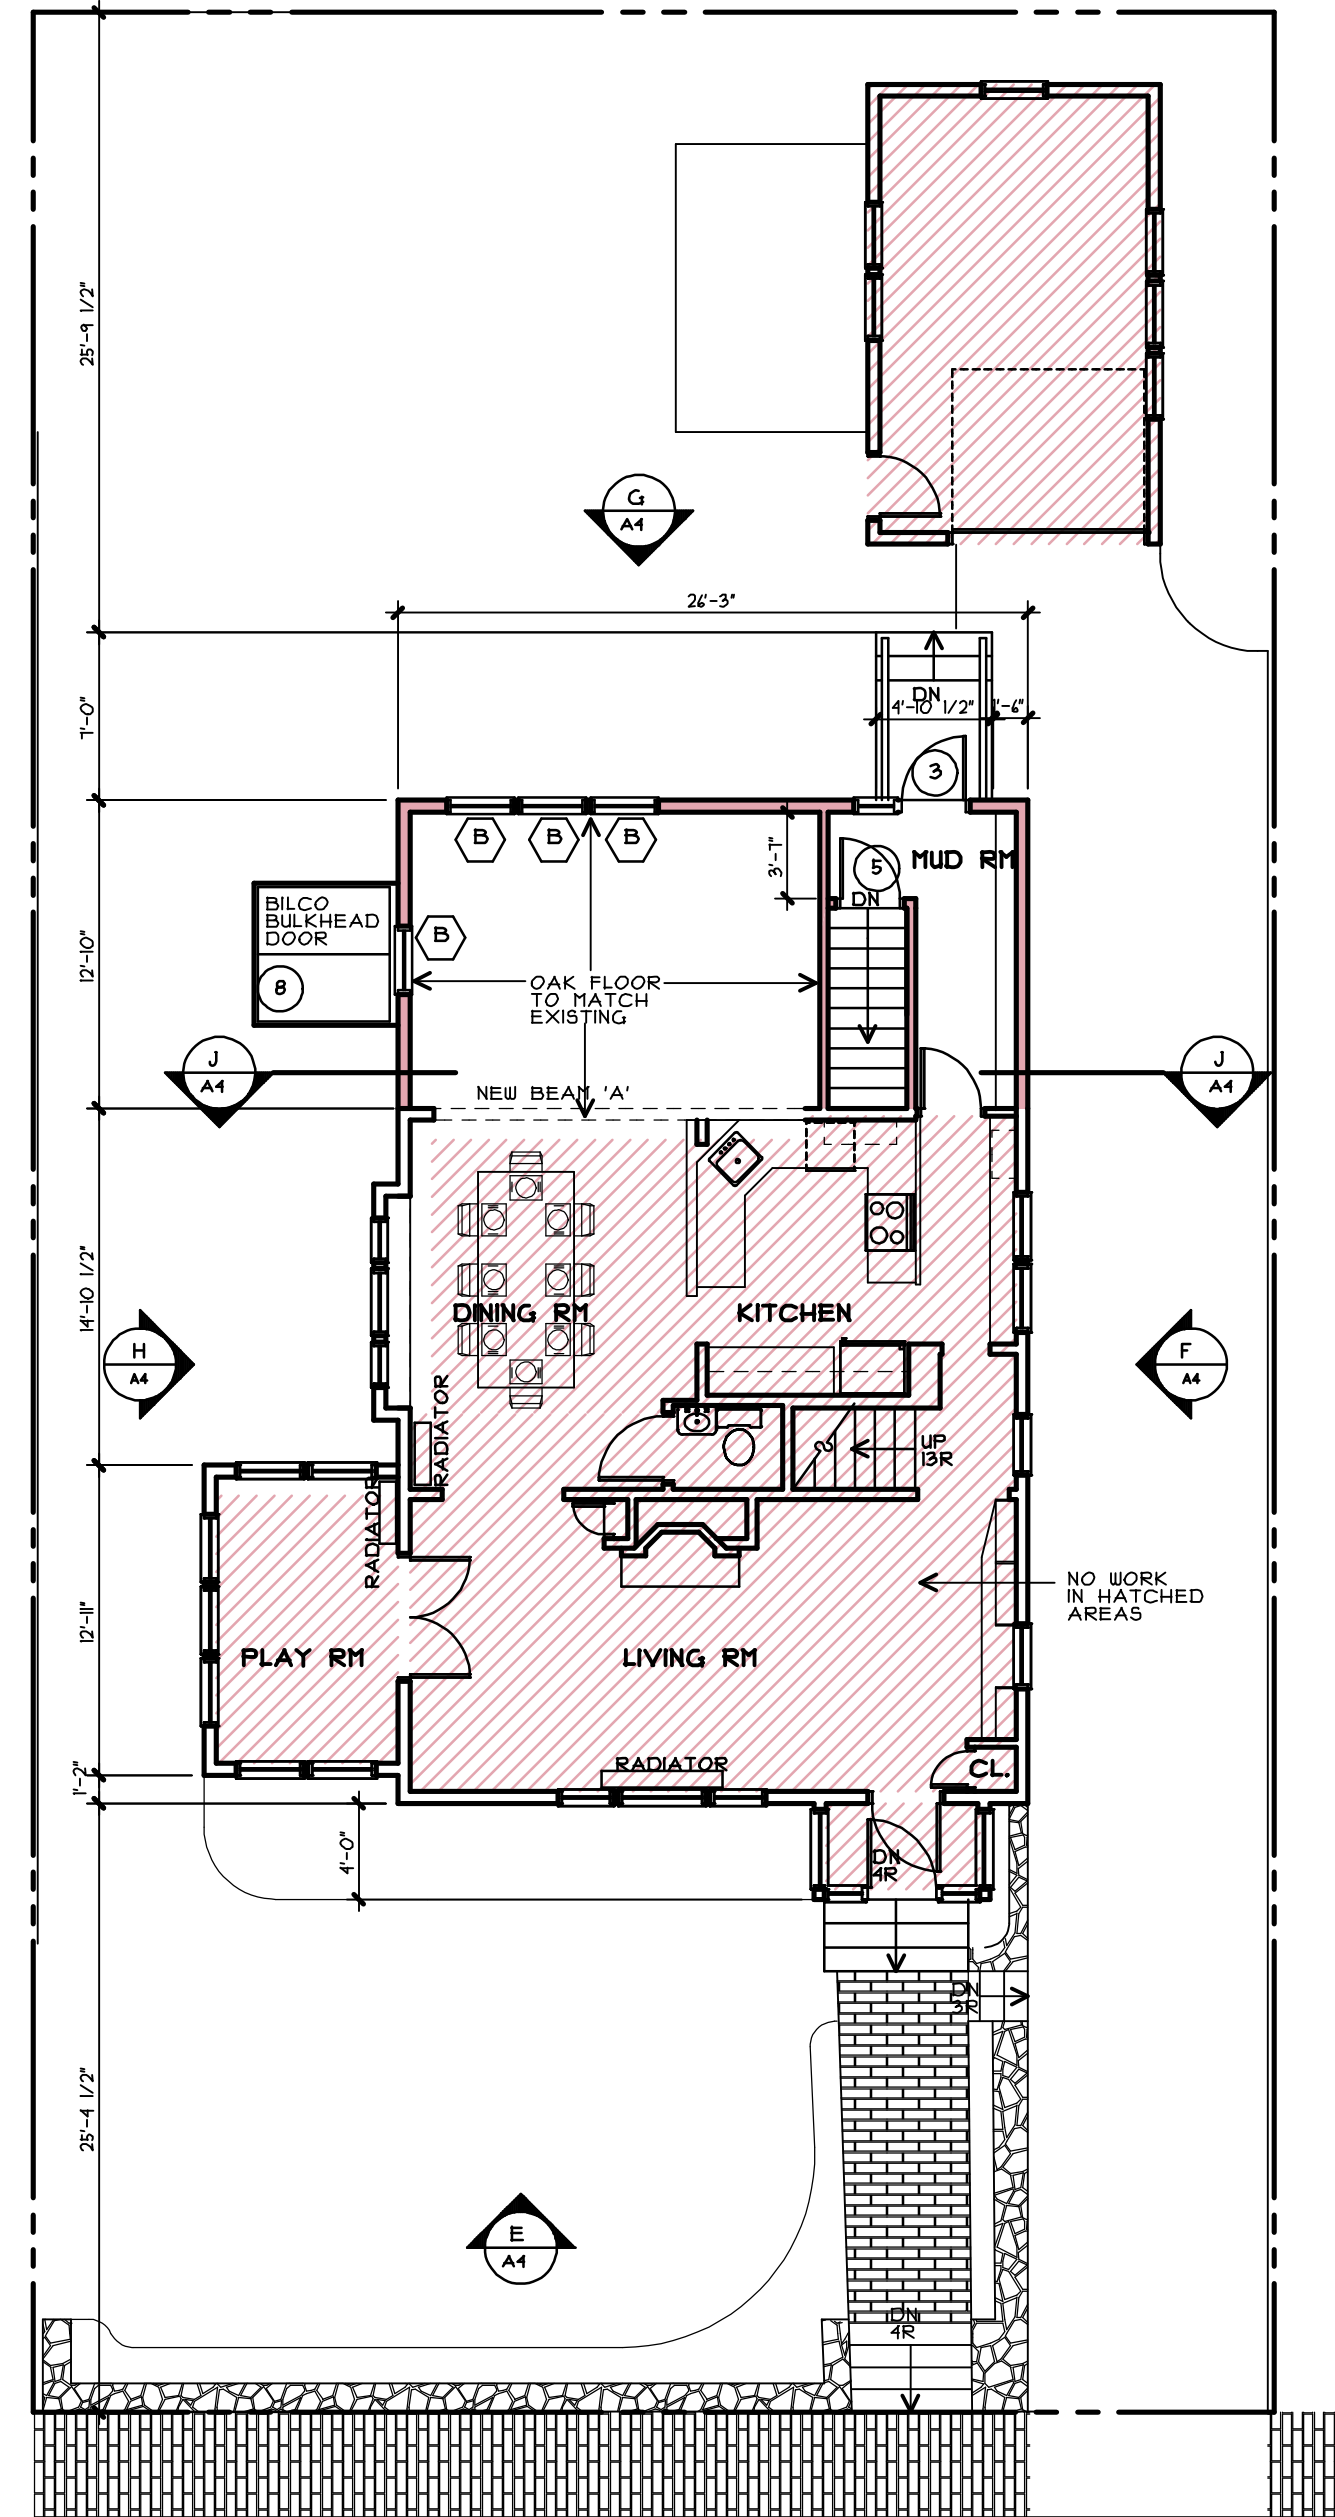 25'-9 1/2"
G
A4
26'-3"
7'-0"
DN
4'-10 1/2"
1'-6"
3
B
B
B
3'-7"
5
MUD RM
DN
BILCO
BULKHEAD
DOOR
8
B
12'-10"
OAK FLOOR
TO MATCH
EXISTING
J
A4
J
A4
NEW BEAM 'A'
14'-10 1/2"
DINING RM
KITCHEN
H
A4
F
A4
RADIATOR
UP
13R
RADIATOR
NO WORK
IN HATCHED
AREAS
12'-11"
PLAY RM
LIVING RM
1'-2"
RADIATOR
CL.
4'-0"
DN
4R
DN
3R
25'-4 1/2"
E
A4
DN
4R